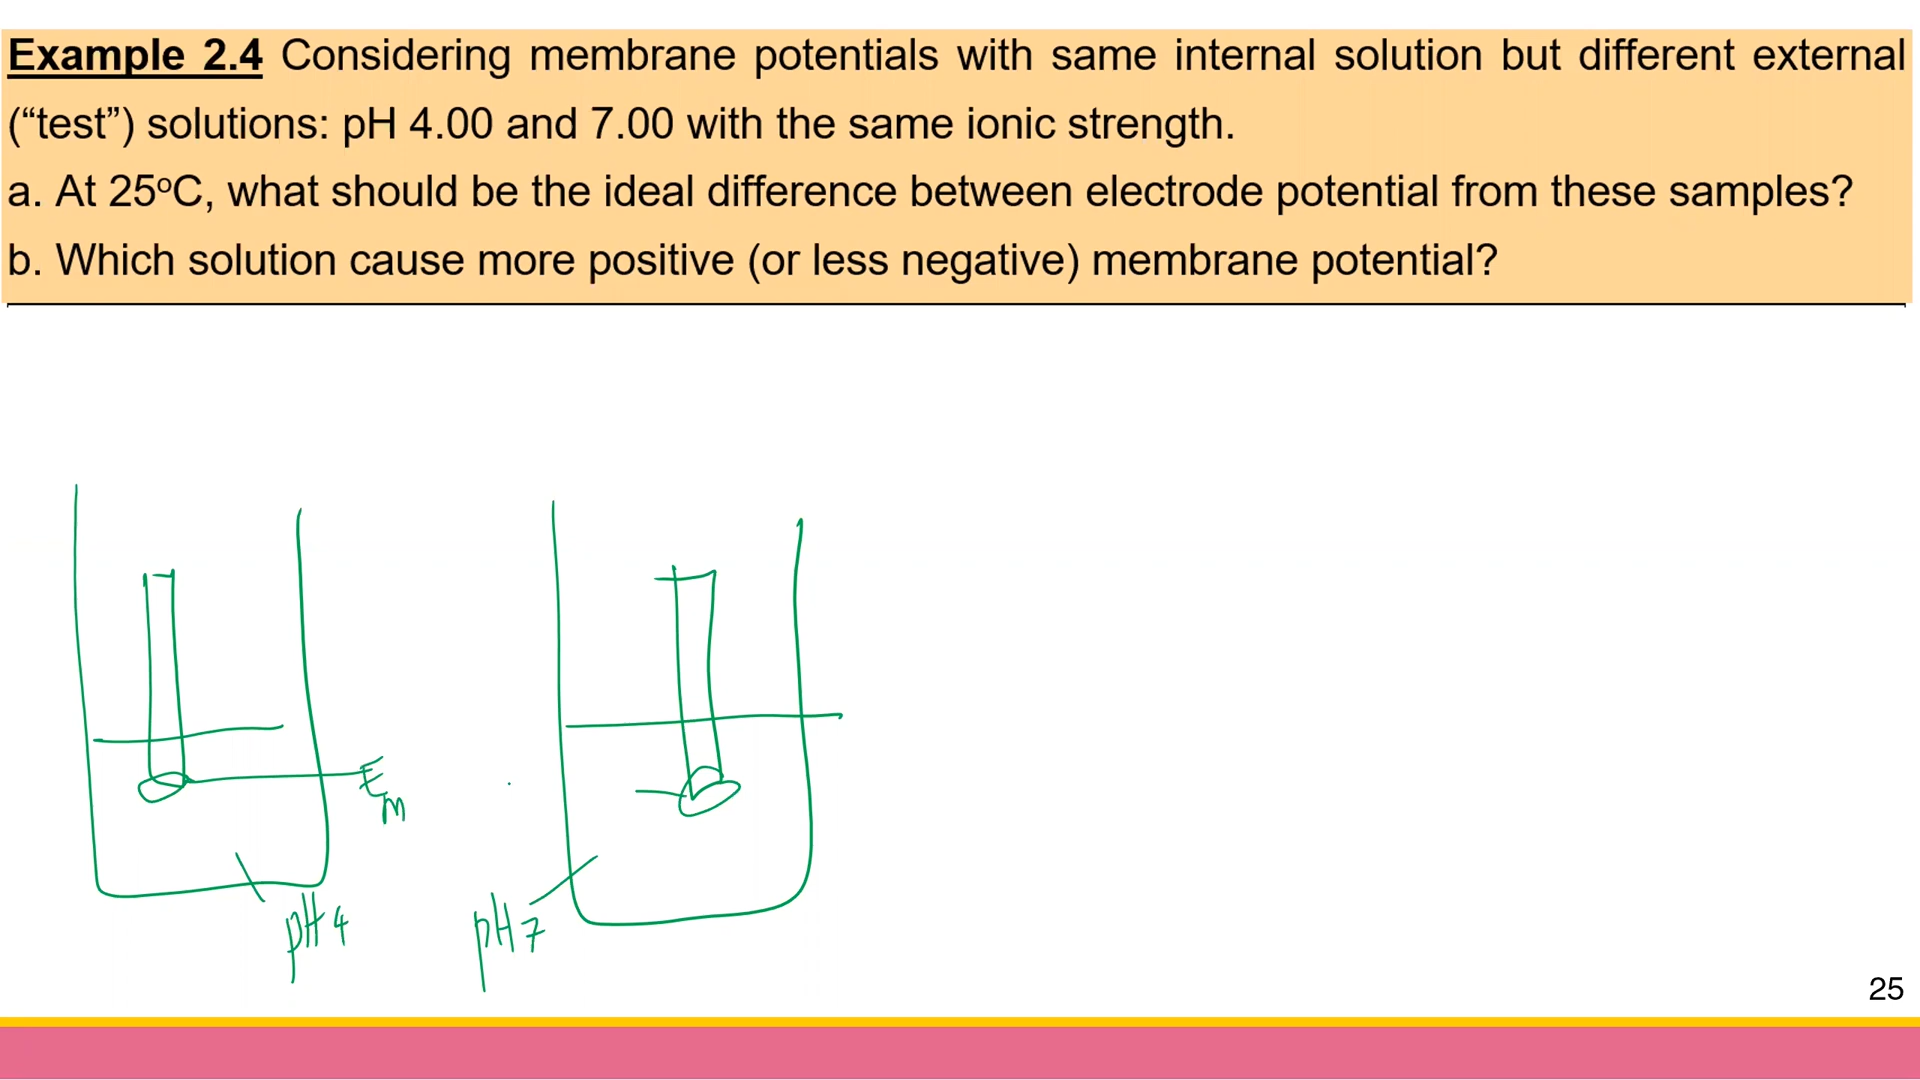 Example 2.4 Considering membrane potentials with same internal solution but different external
(“test”) solutions: pH 4.00 and 7.00 with the same ionic strength.
a. At 25ºC, what should be the ideal difference between electrode potential from these samples?
b. Which solution cause more positive (or less negative) membrane potential?
Em
pH 4
pH 7
25